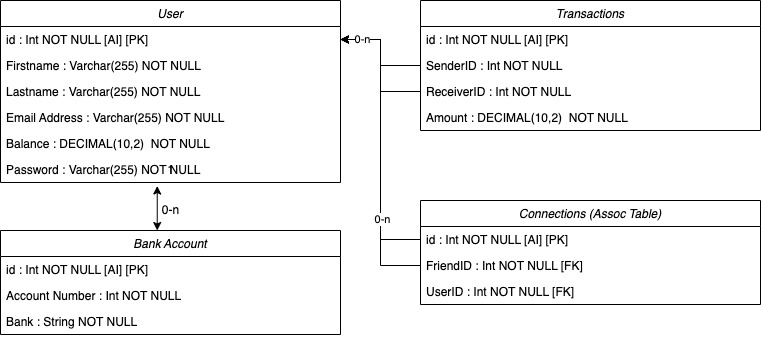 User
id : Int NOT NULL [AI] [PK]
Firstname : Varchar(255) NOT NULL
Lastname : Varchar(255) NOT NULL
Email Address : Varchar(255) NOT NULL
Balance : DECIMAL(10,2)  NOT NULL
Password : Varchar(255) NOT NULL
1
0-n
Bank Account
id : Int NOT NULL [AI] [PK]
Account Number : Int NOT NULL
Bank : String NOT NULL
0-n
0-n
Transactions
id : Int NOT NULL [AI] [PK]
SenderID : Int NOT NULL
ReceiverID : Int NOT NULL
Amount : DECIMAL(10,2)  NOT NULL
Connections (Assoc Table)
id : Int NOT NULL [AI] [PK]
FriendID : Int NOT NULL [FK]
UserID : Int NOT NULL [FK]